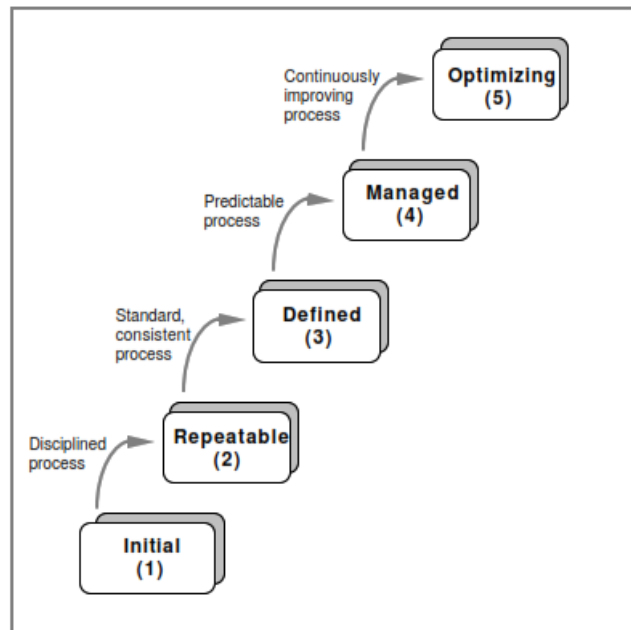 Continuously
improving
process
Optimizing
(5)
Predictable
process
Managed
(4)
Standard,
consistent
process
Defined
(3)
Disciplined
process
Repeatable
(2)
Initial
(1)